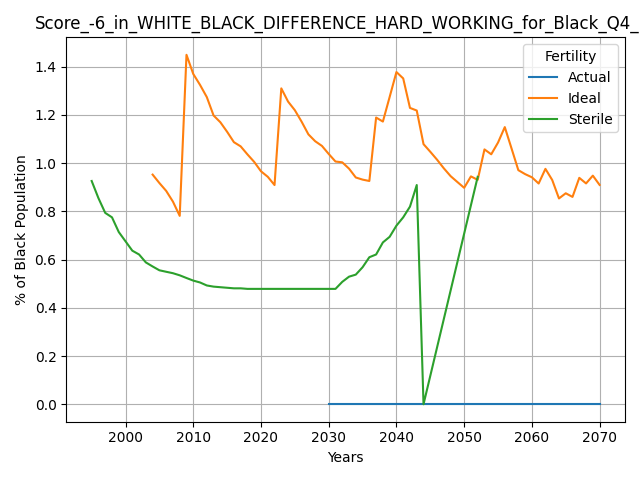 Score_-6_in_WHITE_BLACK_DIFFERENCE_HARD_WORKING_for_Black_Q4_
Fertility
Actual
Ideal
Sterile
% of Black Population
1.4
1.2
1.0
0.8
0.6
0.4
0.2
0.0
2000 2010 2020 2030 2040 2050 2060 2070
Years